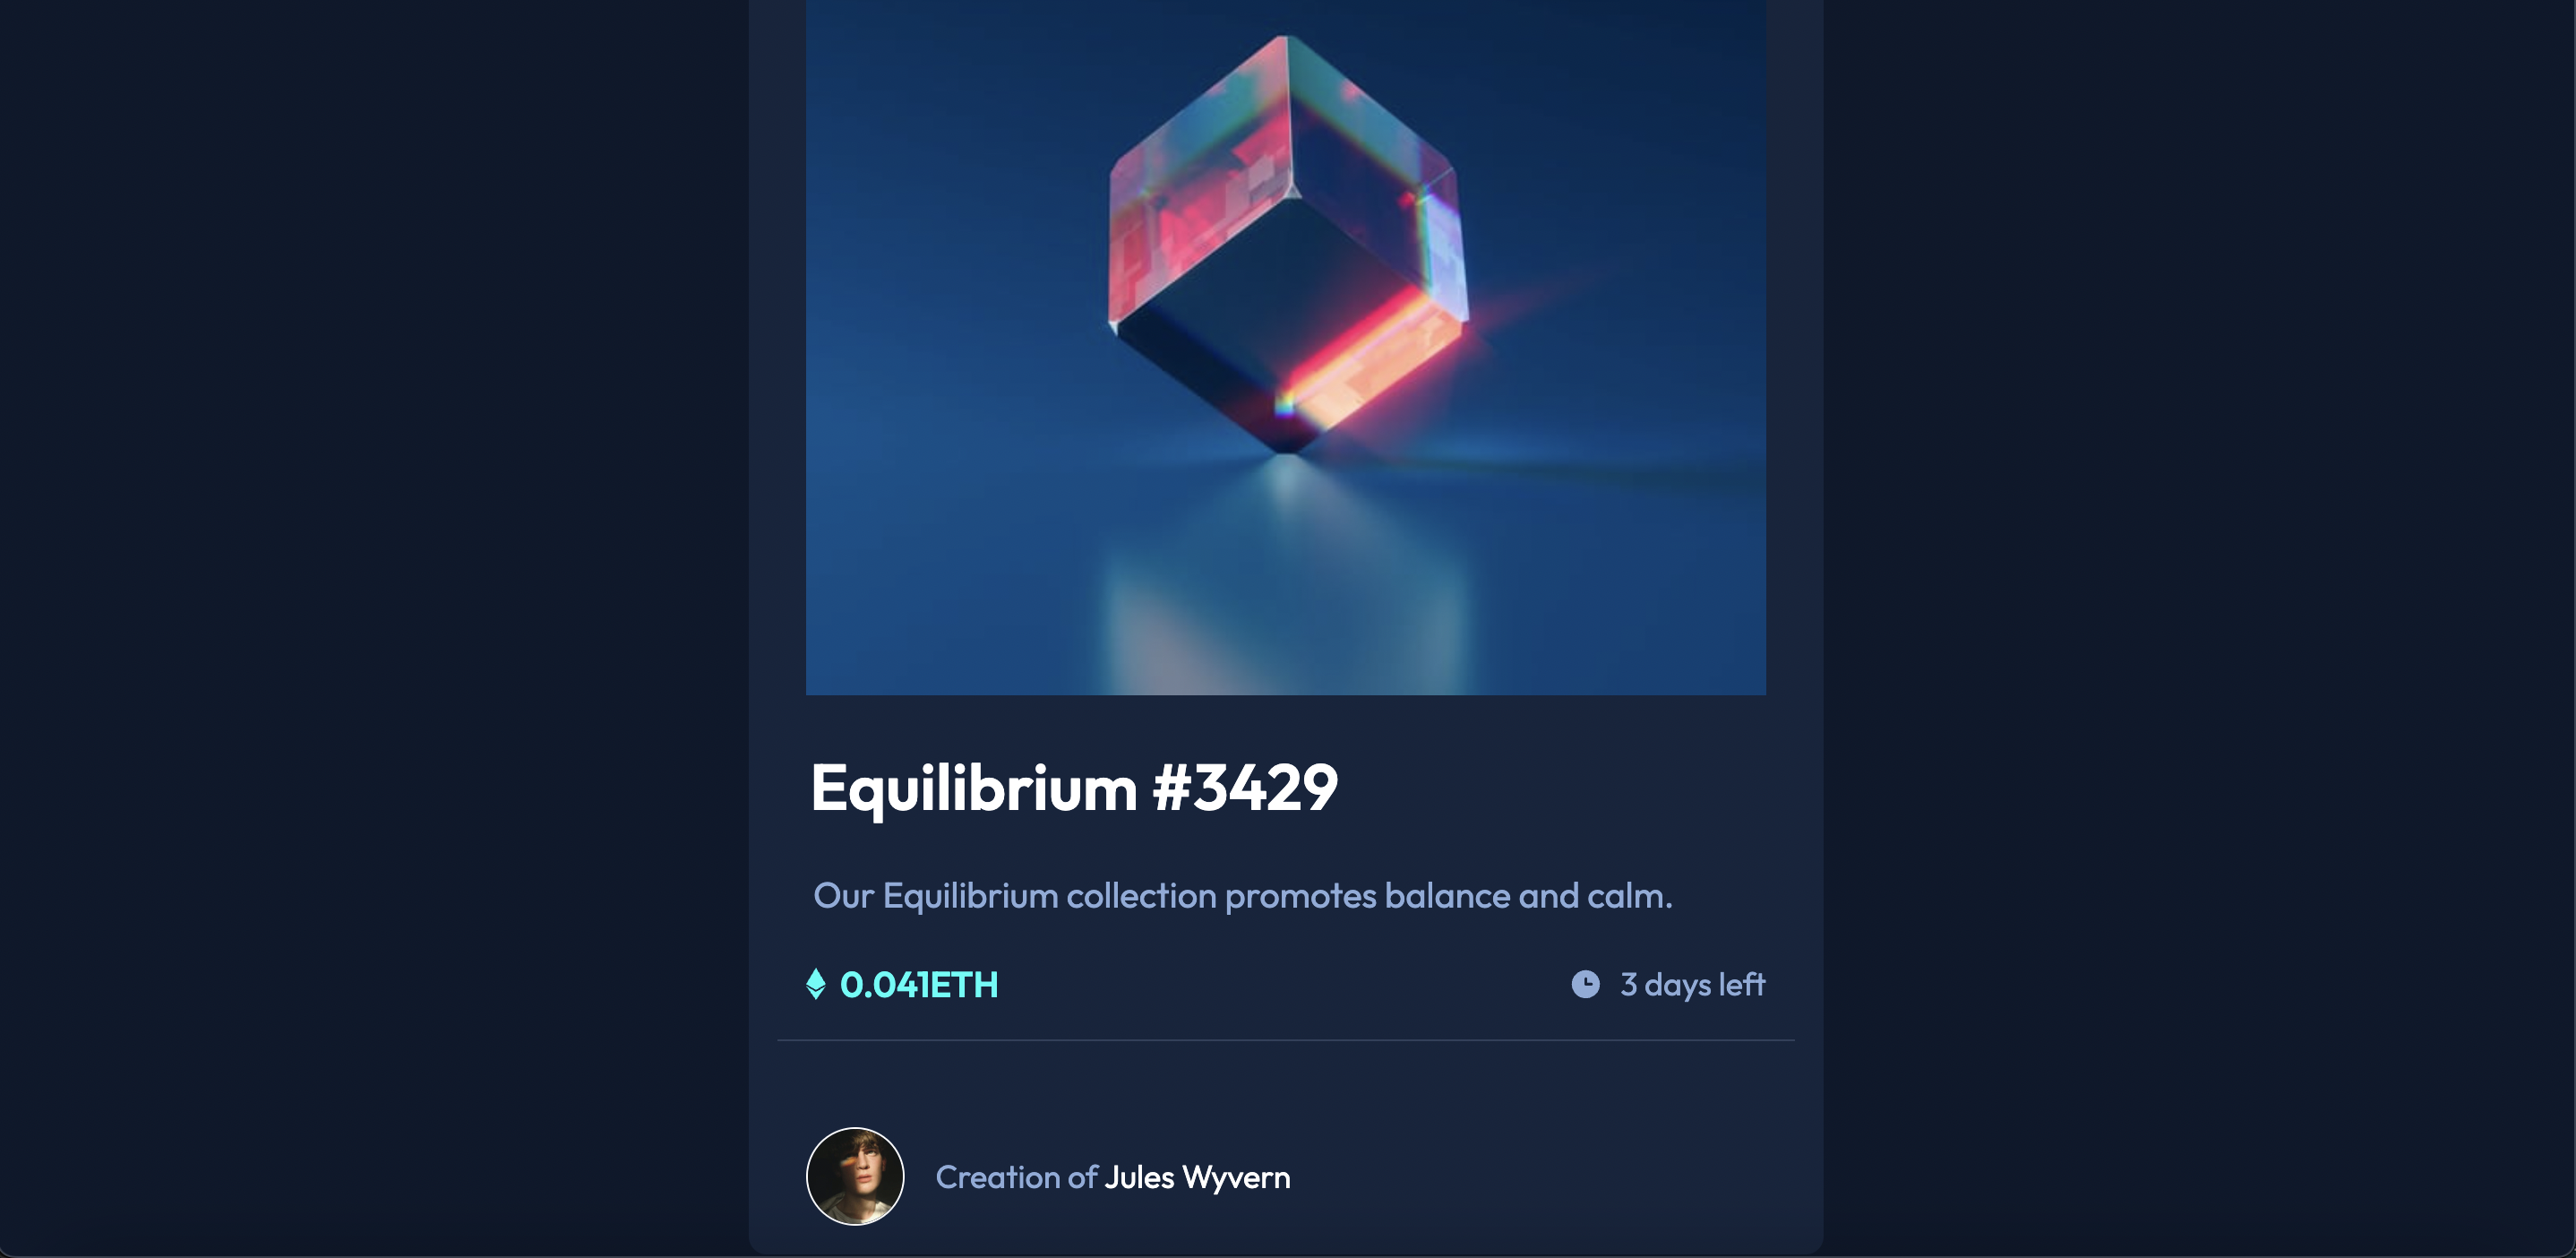 Equilibrium #3429
Our Equilibrium collection promotes balance and calm.
0.041ETH 3 days left
Creation of Jules Wyvern